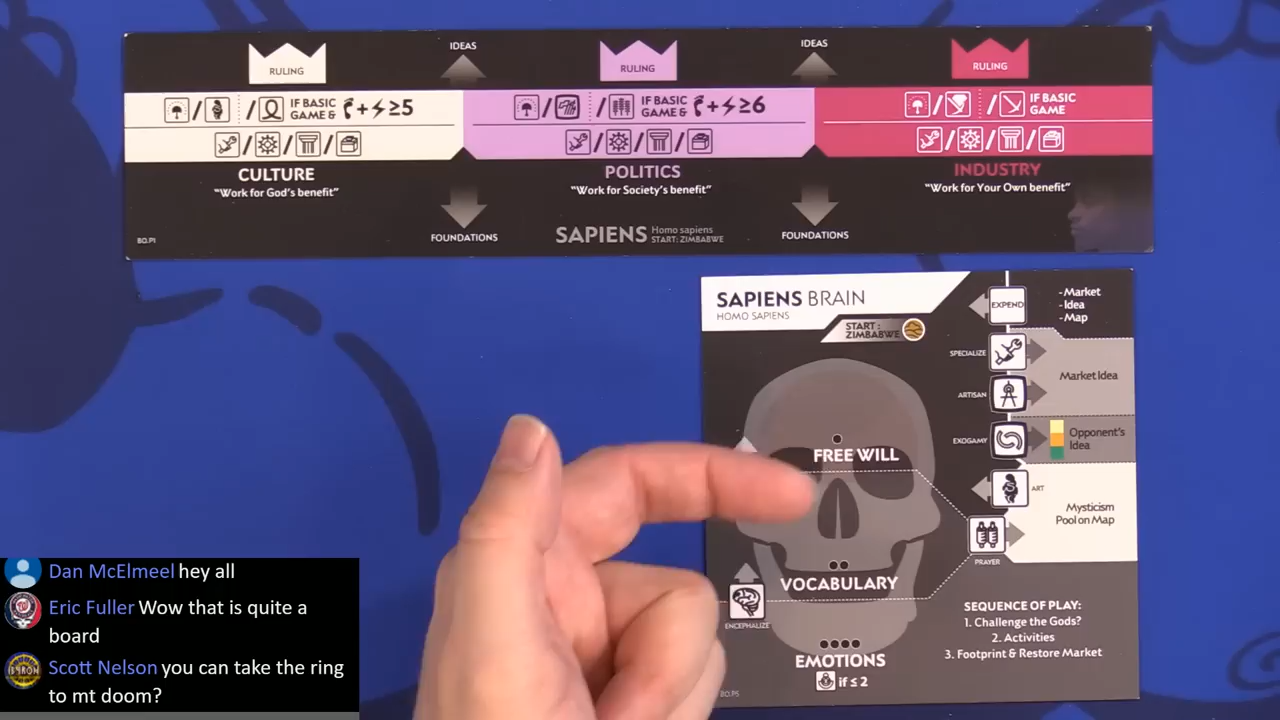 RULING
IDEAS
RULING
IDEAS
RULING
/ / IF BASIC GAME & + ≥5
/ / IF BASIC GAME & + ≥6
/ / IF BASIC GAME
/ / /
/ / /
/ / /
CULTURE
"Work for God's benefit"
POLITICS
"Work for Society's benefit"
INDUSTRY
"Work for Your Own benefit"
BO.P1
FOUNDATIONS
SAPIENS Homo sapiens
START: ZIMBABWE
FOUNDATIONS
SAPIENS BRAIN
HOMO SAPIENS
START :
ZIMBABWE
EXPEND
- Market
- Idea
- Map
SPECIALIZE
ARTISAN
Market Idea
EXOGAMY
Opponent's
Idea
ART
Mysticism
Pool on Map
PRAYER
FREE WILL
VOCABULARY
ENCEPHALIZE
EMOTIONS
if ≤ 2
SEQUENCE OF PLAY:
1. Challenge the Gods?
2. Activities
3. Footprint & Restore Market
BO.P5
Dan McElmeel hey all
Eric Fuller Wow that is quite a
board
Scott Nelson you can take the ring
to mt doom?